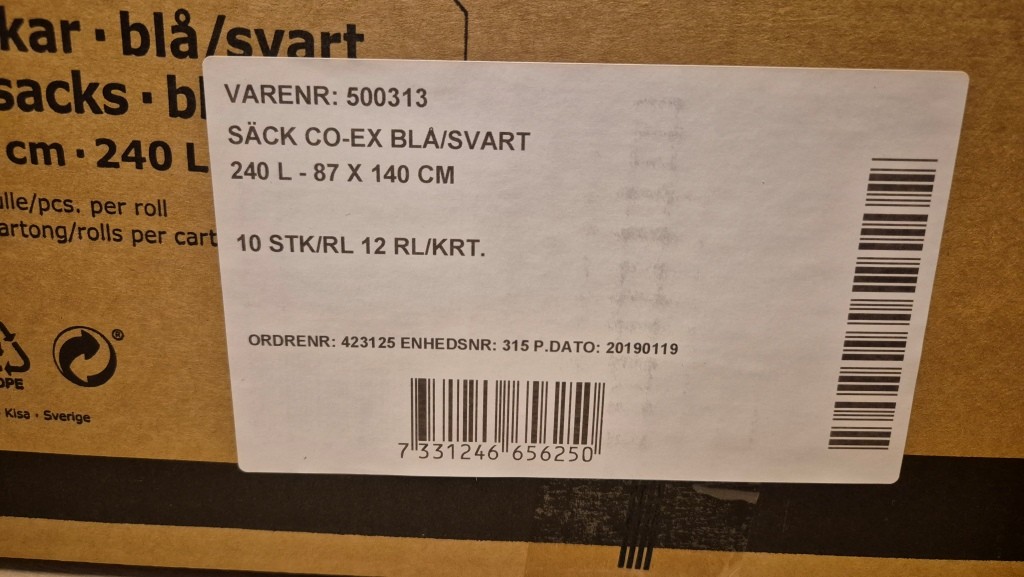 kar · blå/svart
sacks · bl
cm · 240 L
lle/pcs. per roll
artong/rolls per cart
PE
®
Kisa · Sverige
VARENR: 500313
SÄCK CO-EX BLÅ/SVART
240 L - 87 X 140 CM
10 STK/RL 12 RL/KRT.
ORDRENR: 423125 ENHEDSNR: 315 P.DATO: 20190119
7 331246 656250